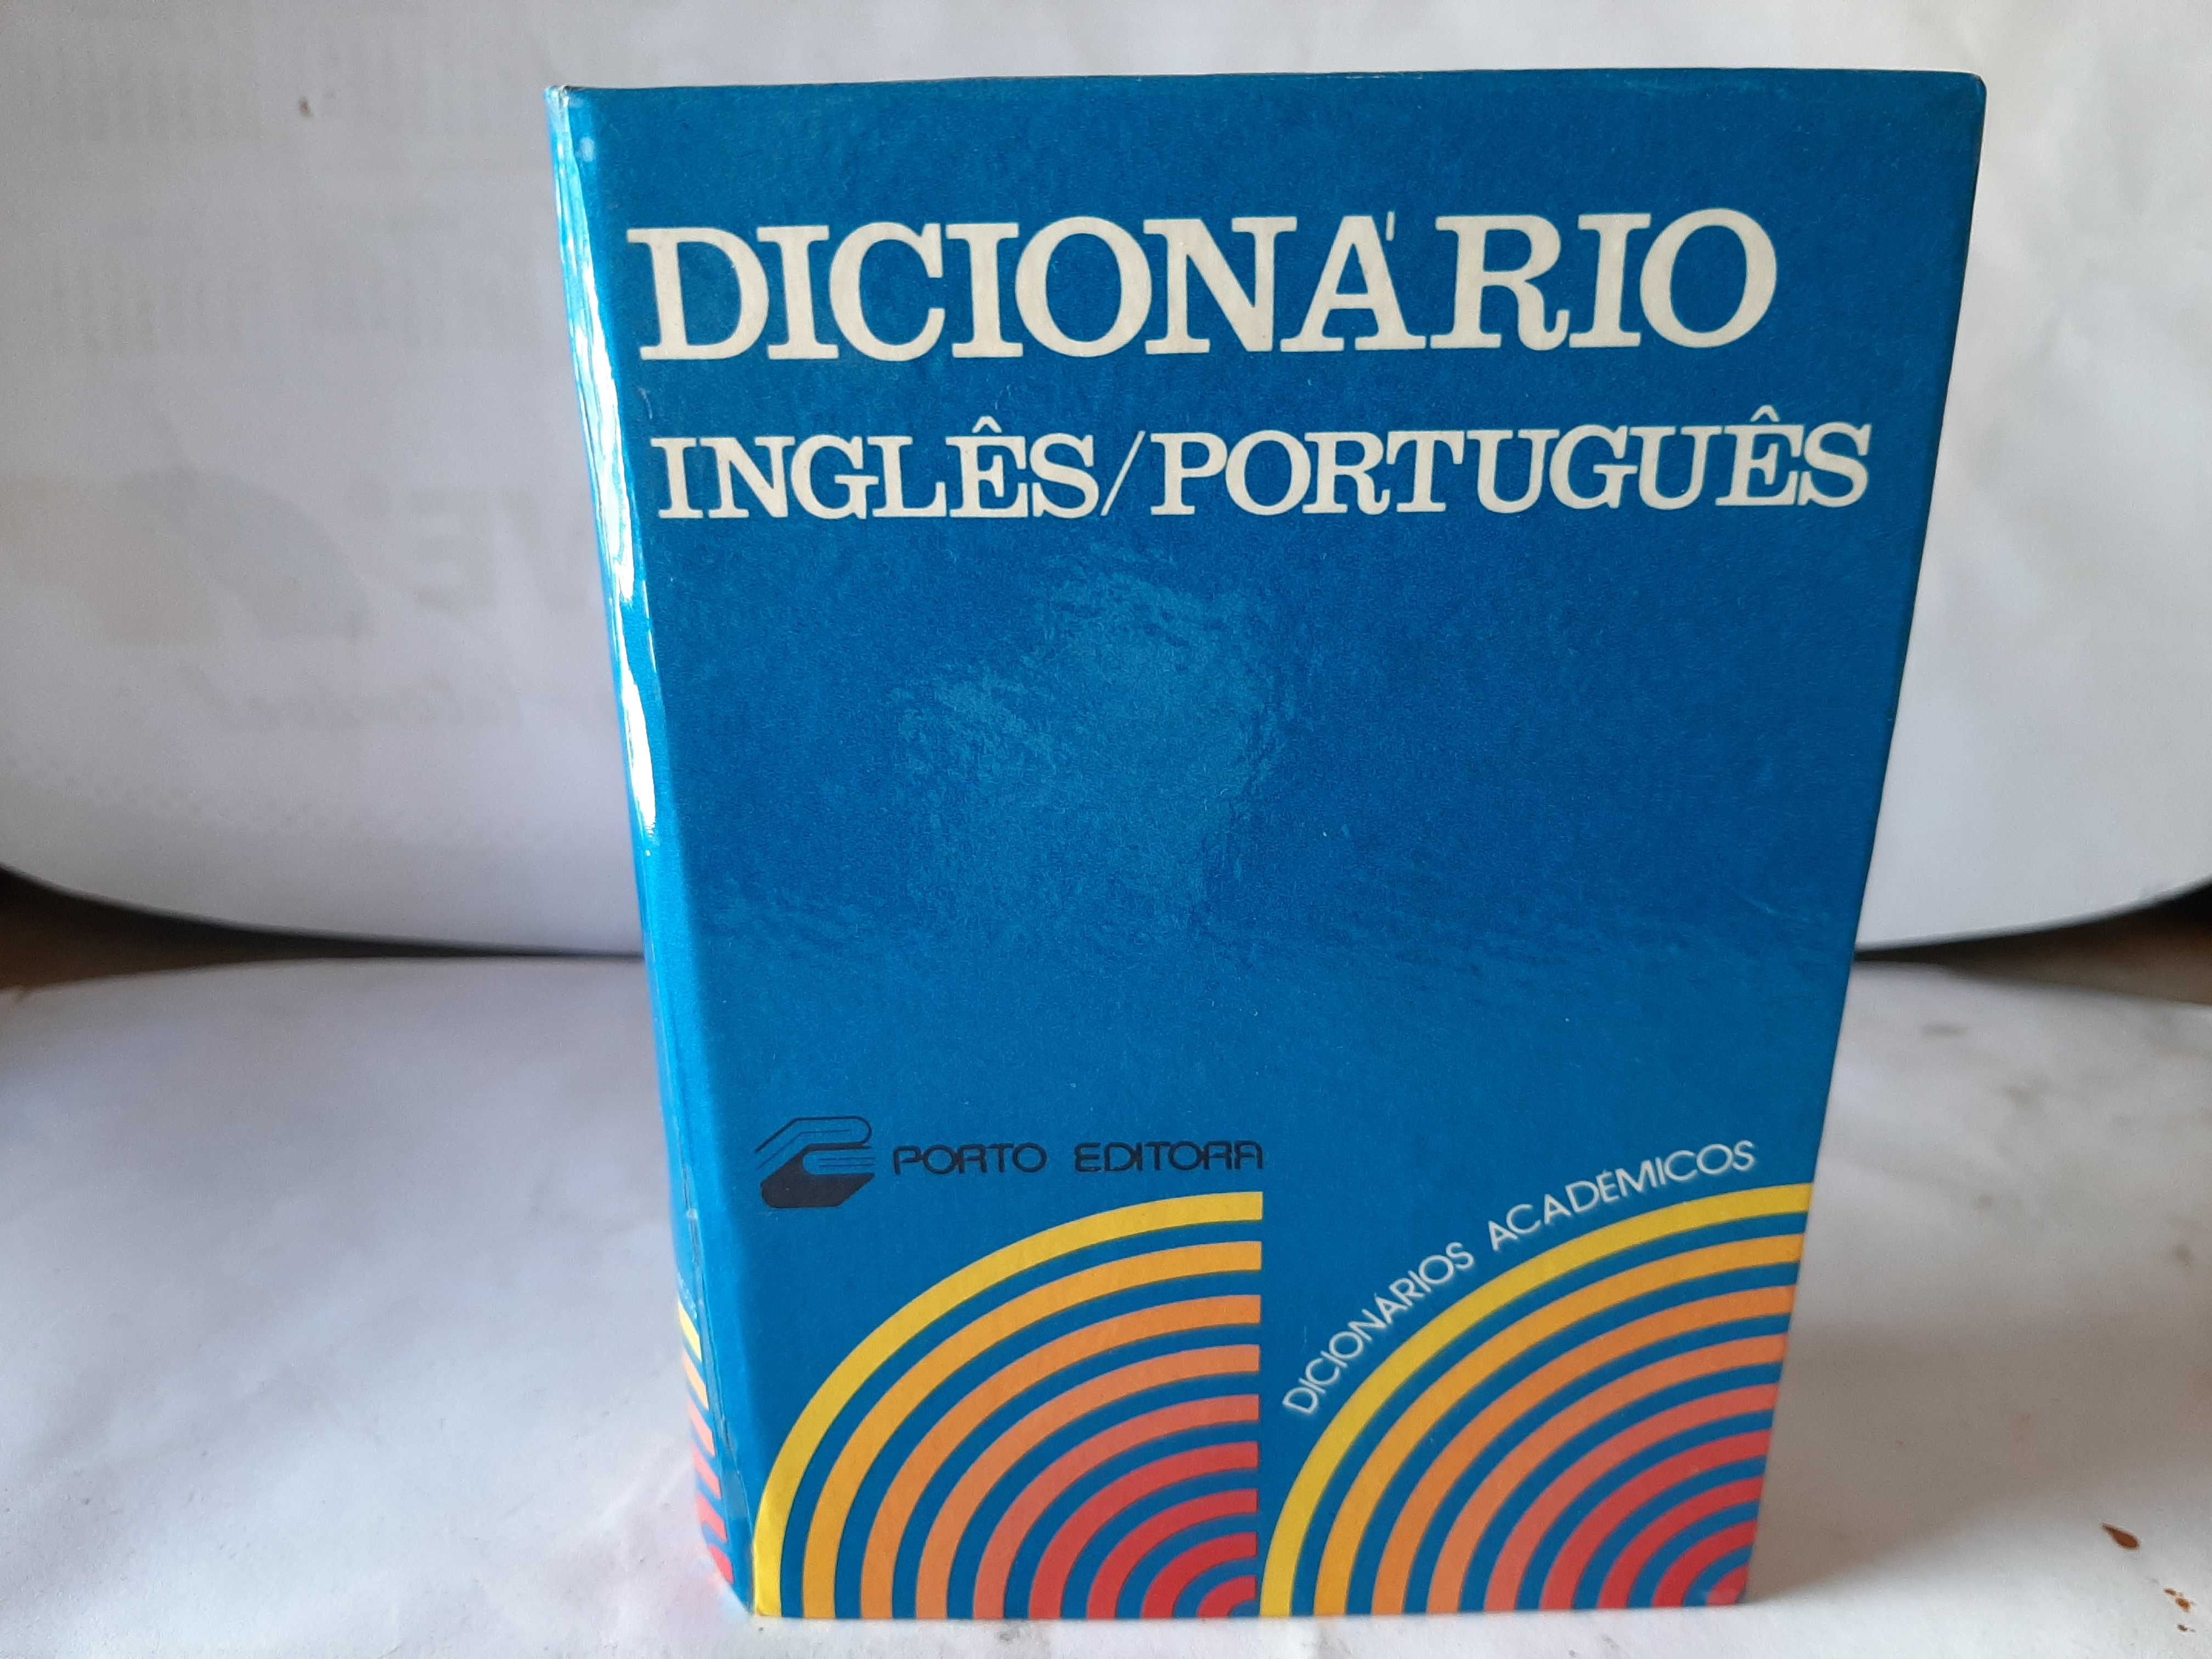 DICIONÁRIO
INGLÊS/PORTUGUÊS
PORTO EDITORA
DICIONÁRIOS ACADÉMICOS